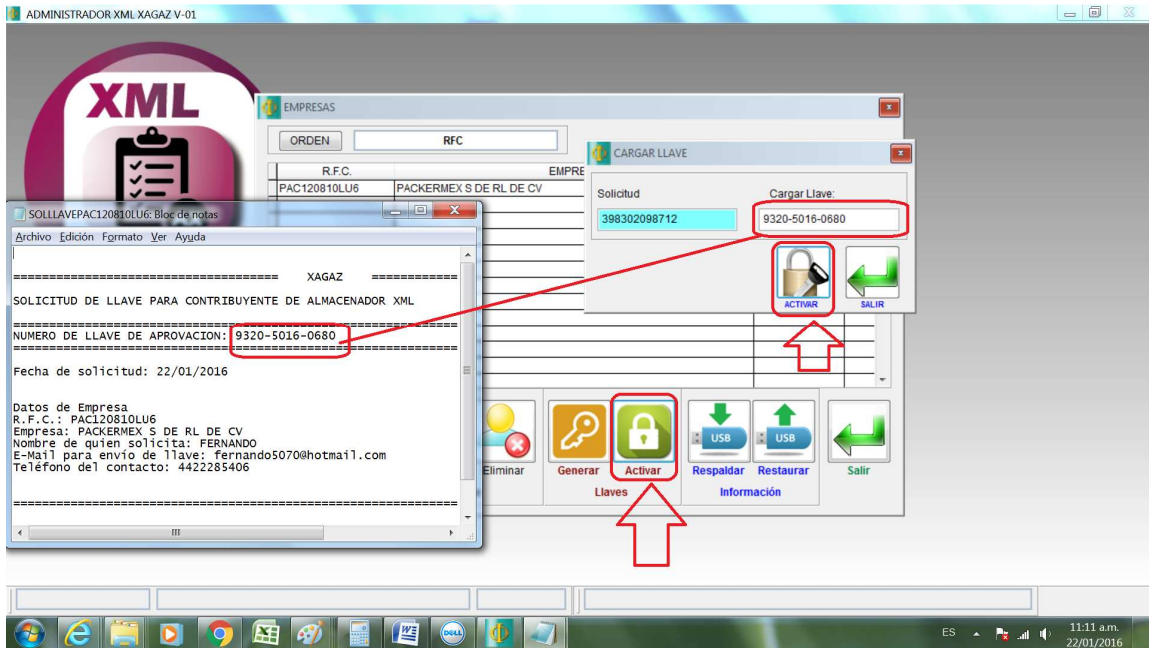 ADMINISTRADOR XML XAGAZ V-01
XML
EMPRESAS
ORDEN
RFC
R.F.C.
EMPRE
PAC120810LU6
PACKERMEX S DE RL DE CV
CARGAR LLAVE
Solicitud
Cargar Llave:
398302098712
9320-5016-0680
ACTIVAR
SALIR
SOLLLAVEPAC120810LU6: Bloc de notas
Archivo Edición Formato Ver Ayuda
===================================== XAGAZ ============
SOLICITUD DE LLAVE PARA CONTRIBUYENTE DE ALMACENADOR XML
==============================================================
NUMERO DE LLAVE DE APROVACION: 9320-5016-0680
==============================================================
Fecha de solicitud: 22/01/2016
Datos de Empresa
R.F.C.: PAC120810LU6
Empresa: PACKERMEX S DE RL DE CV
Nombre de quien solicita: FERNANDO
E-Mail para envío de llave: fernando5070@hotmail.com
Teléfono del contacto: 4422285406
==============================================================
Eliminar
Generar
Activar
Llaves
USB
USB
Respaldar
Restaurar
Información
Salir
DELL
ES
11:11 a.m.
22/01/2016